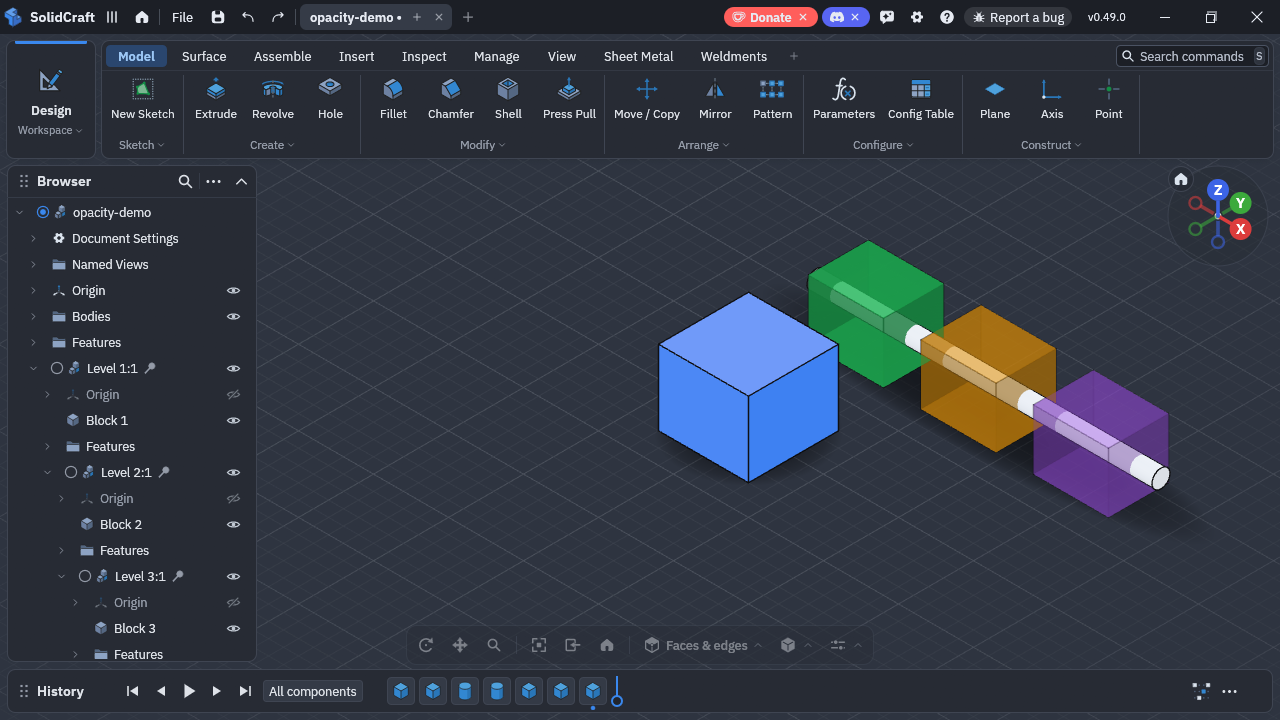 SolidCraft
File
opacity-demo •
Donate
Report a bug
v0.49.0
Design
Workspace
Model
Surface
Assemble
Insert
Inspect
Manage
View
Sheet Metal
Weldments
Search commands
S
New Sketch
Extrude
Revolve
Hole
Fillet
Chamfer
Shell
Press Pull
Move / Copy
Mirror
Pattern
Parameters
Config Table
Plane
Axis
Point
Sketch
Create
Modify
Arrange
Configure
Construct
Browser
opacity-demo
Document Settings
Named Views
Origin
Bodies
Features
Level 1:1
Origin
Block 1
Features
Level 2:1
Origin
Block 2
Features
Level 3:1
Origin
Block 3
Features
Z
Y
X
Faces & edges
History
All components